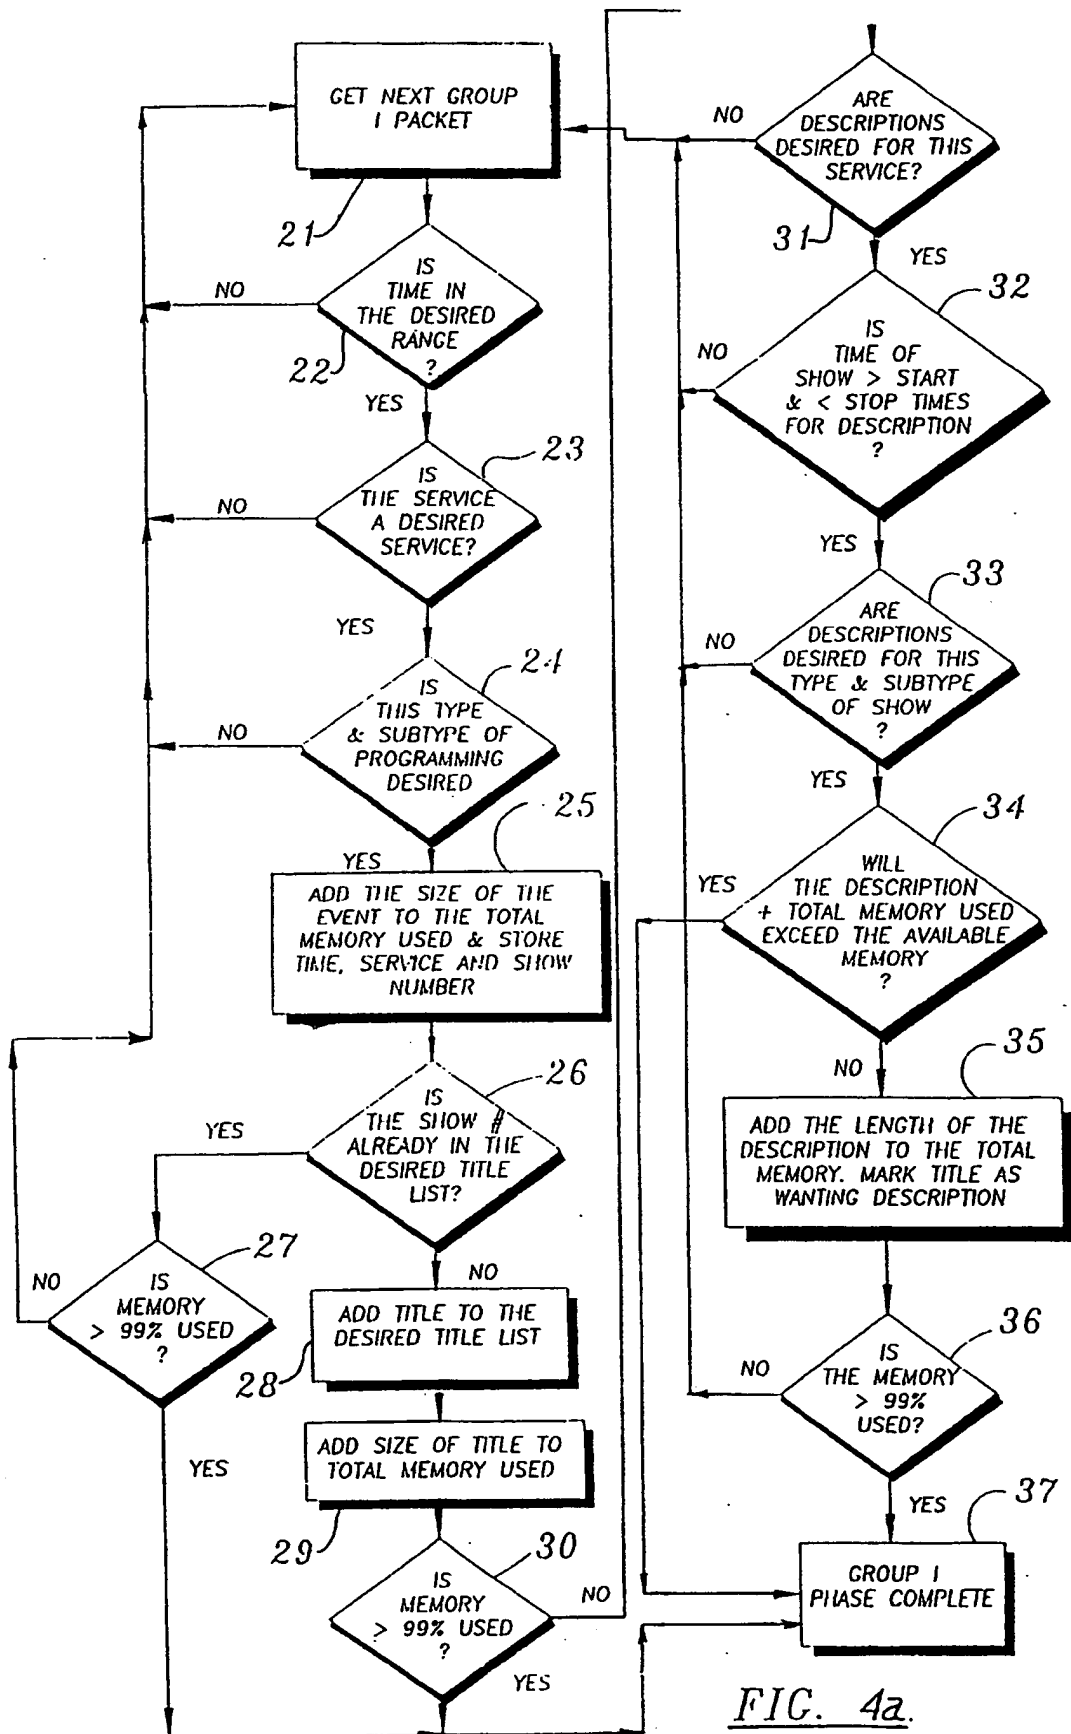 GET NEXT GROUP
I PACKET
21
IS
TIME IN
THE DESIRED
RANGE
?
22
NO
YES
IS
THE SERVICE
A DESIRED
SERVICE?
23
NO
YES
IS
THIS TYPE
& SUBTYPE OF
PROGRAMMING
DESIRED
24
NO
YES
25
ADD THE SIZE OF THE
EVENT TO THE TOTAL
MEMORY USED & STORE
TIME, SERVICE AND SHOW
NUMBER
IS
THE SHOW #
ALREADY IN THE
DESIRED TITLE
LIST?
26
YES
NO
IS
MEMORY
> 99% USED
?
27
NO
YES
ADD TITLE TO THE
DESIRED TITLE LIST
28
ADD SIZE OF TITLE TO
TOTAL MEMORY USED
29
IS
MEMORY
> 99% USED
?
30
NO
YES
ARE
DESCRIPTIONS
DESIRED FOR THIS
SERVICE?
31
NO
YES
IS
TIME OF
SHOW > START
& < STOP TIMES
FOR DESCRIPTION
?
32
NO
YES
ARE
DESCRIPTIONS
DESIRED FOR THIS
TYPE & SUBTYPE
OF SHOW
?
33
NO
YES
WILL
THE DESCRIPTION
+ TOTAL MEMORY USED
EXCEED THE AVAILABLE
MEMORY
?
34
YES
NO
35
ADD THE LENGTH OF THE
DESCRIPTION TO THE TOTAL
MEMORY. MARK TITLE AS
WANTING DESCRIPTION
IS
THE MEMORY
> 99%
USED?
36
NO
YES
37
GROUP I
PHASE COMPLETE
FIG. 4a.